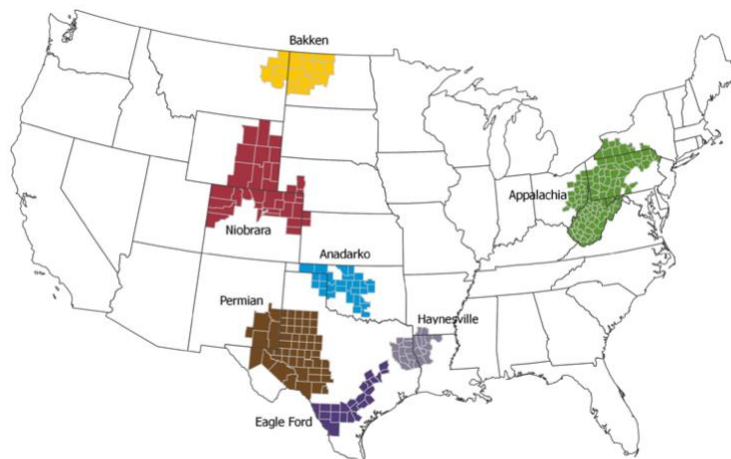 Bakken
Appalachia
Niobrara
Anadarko
Permian
Haynesville
Eagle Ford